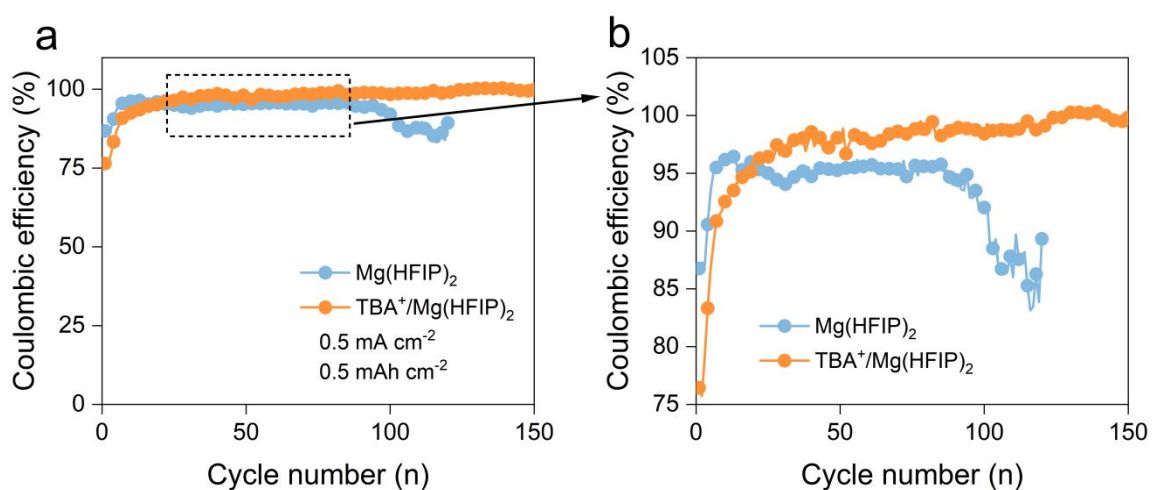 a
Coulombic efficiency (%)
100
75
50
25
0
Mg(HFIP)₂
TBA⁺/Mg(HFIP)₂
0.5 mA cm⁻²
0.5 mAh cm⁻²
0 50 100 150
Cycle number (n)
b
Coulombic efficiency (%)
105
100
95
90
85
80
75
Mg(HFIP)₂
TBA⁺/Mg(HFIP)₂
0 50 100 150
Cycle number (n)